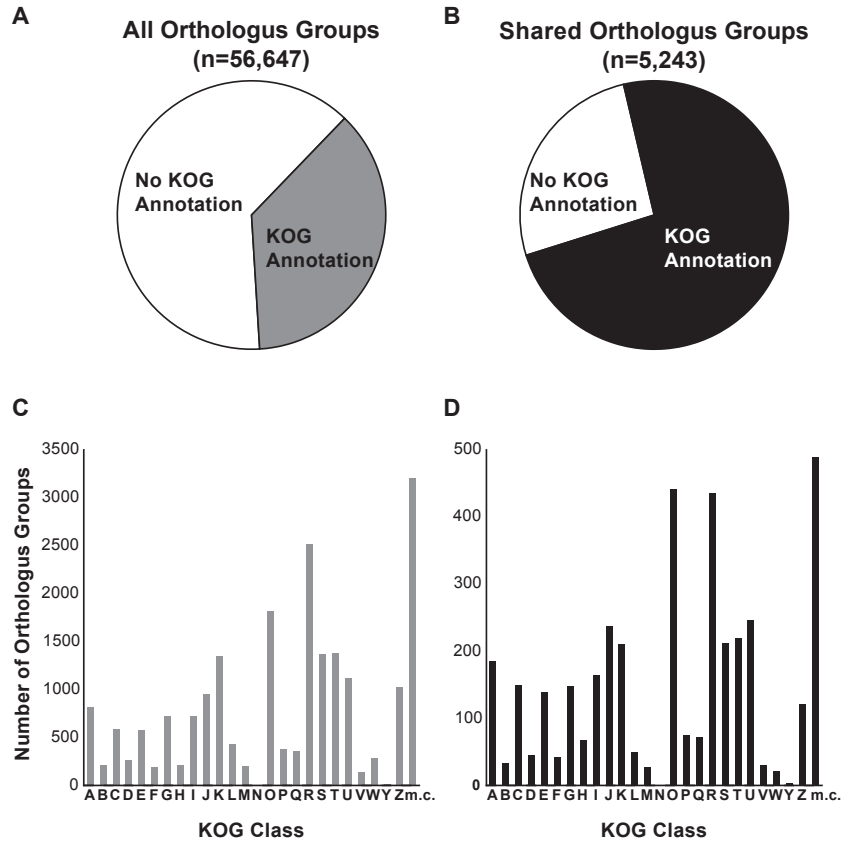 A
All Orthologus Groups
(n=56,647)
No KOG
Annotation
KOG
Annotation
B
Shared Orthologus Groups
(n=5,243)
No KOG
Annotation
KOG
Annotation
C
Number of Orthologus Groups
3500
3000
2500
2000
1500
1000
500
0
A B C D E F G H I J K L M N O P Q R S T U V W Y Z m.c.
KOG Class
D
500
400
300
200
100
0
A B C D E F G H I J K L M N O P Q R S T U V W Y Z m.c.
KOG Class